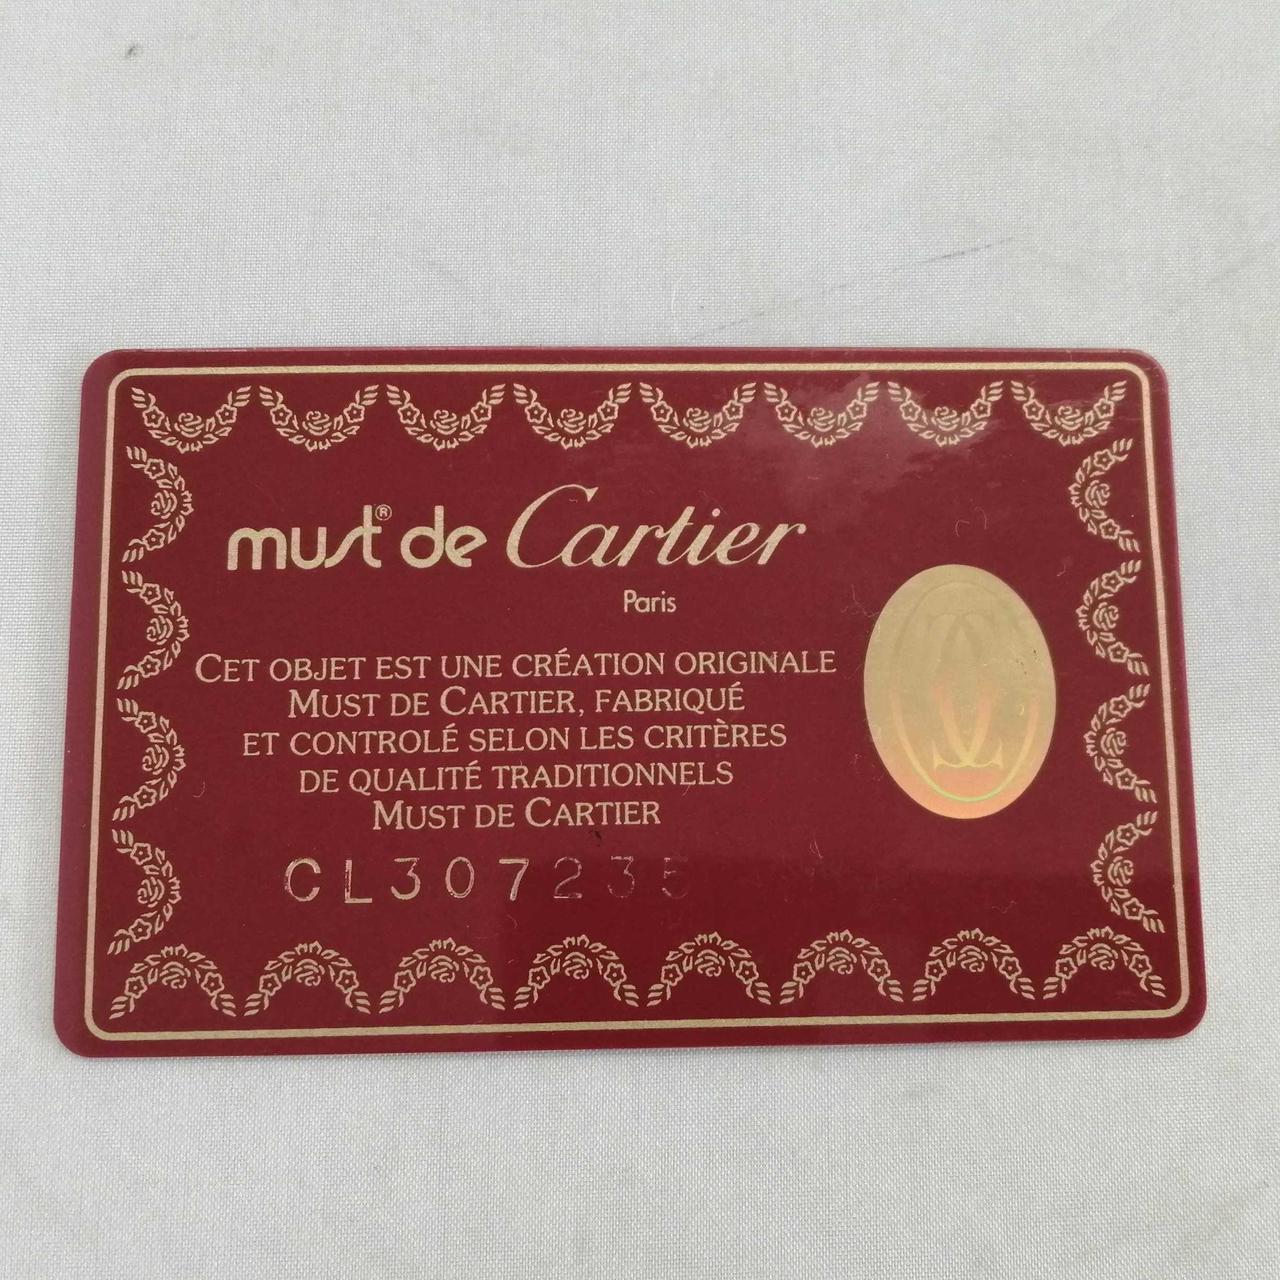 must® de Cartier
Paris
CET OBJET EST UNE CRÉATION ORIGINALE
MUST DE CARTIER, FABRIQUÉ
ET CONTROLÉ SELON LES CRITÈRES
DE QUALITÉ TRADITIONNELS
MUST DE CARTIER
CL307235